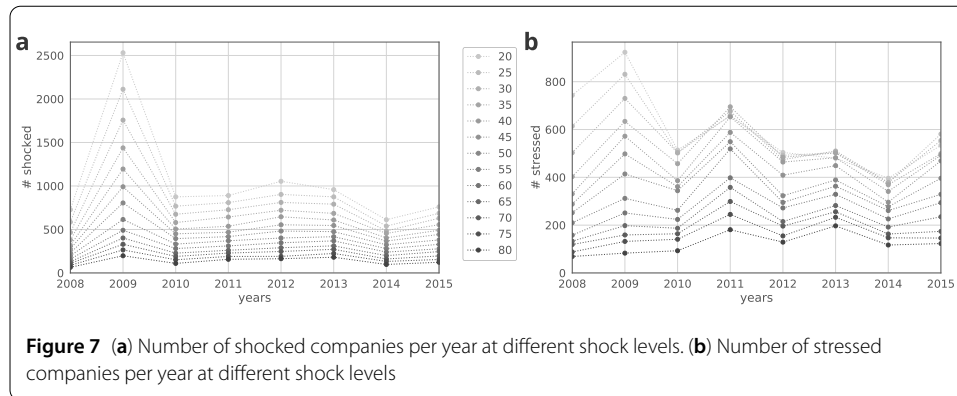 a
2500
2000
1500
1000
500
0
# shocked
2008 2009 2010 2011 2012 2013 2014 2015
years
20
25
30
35
40
45
50
55
60
65
70
75
80
b
800
600
400
200
0
# stressed
2008 2009 2010 2011 2012 2013 2014 2015
years
Figure 7 (a) Number of shocked companies per year at different shock levels. (b) Number of stressed
companies per year at different shock levels